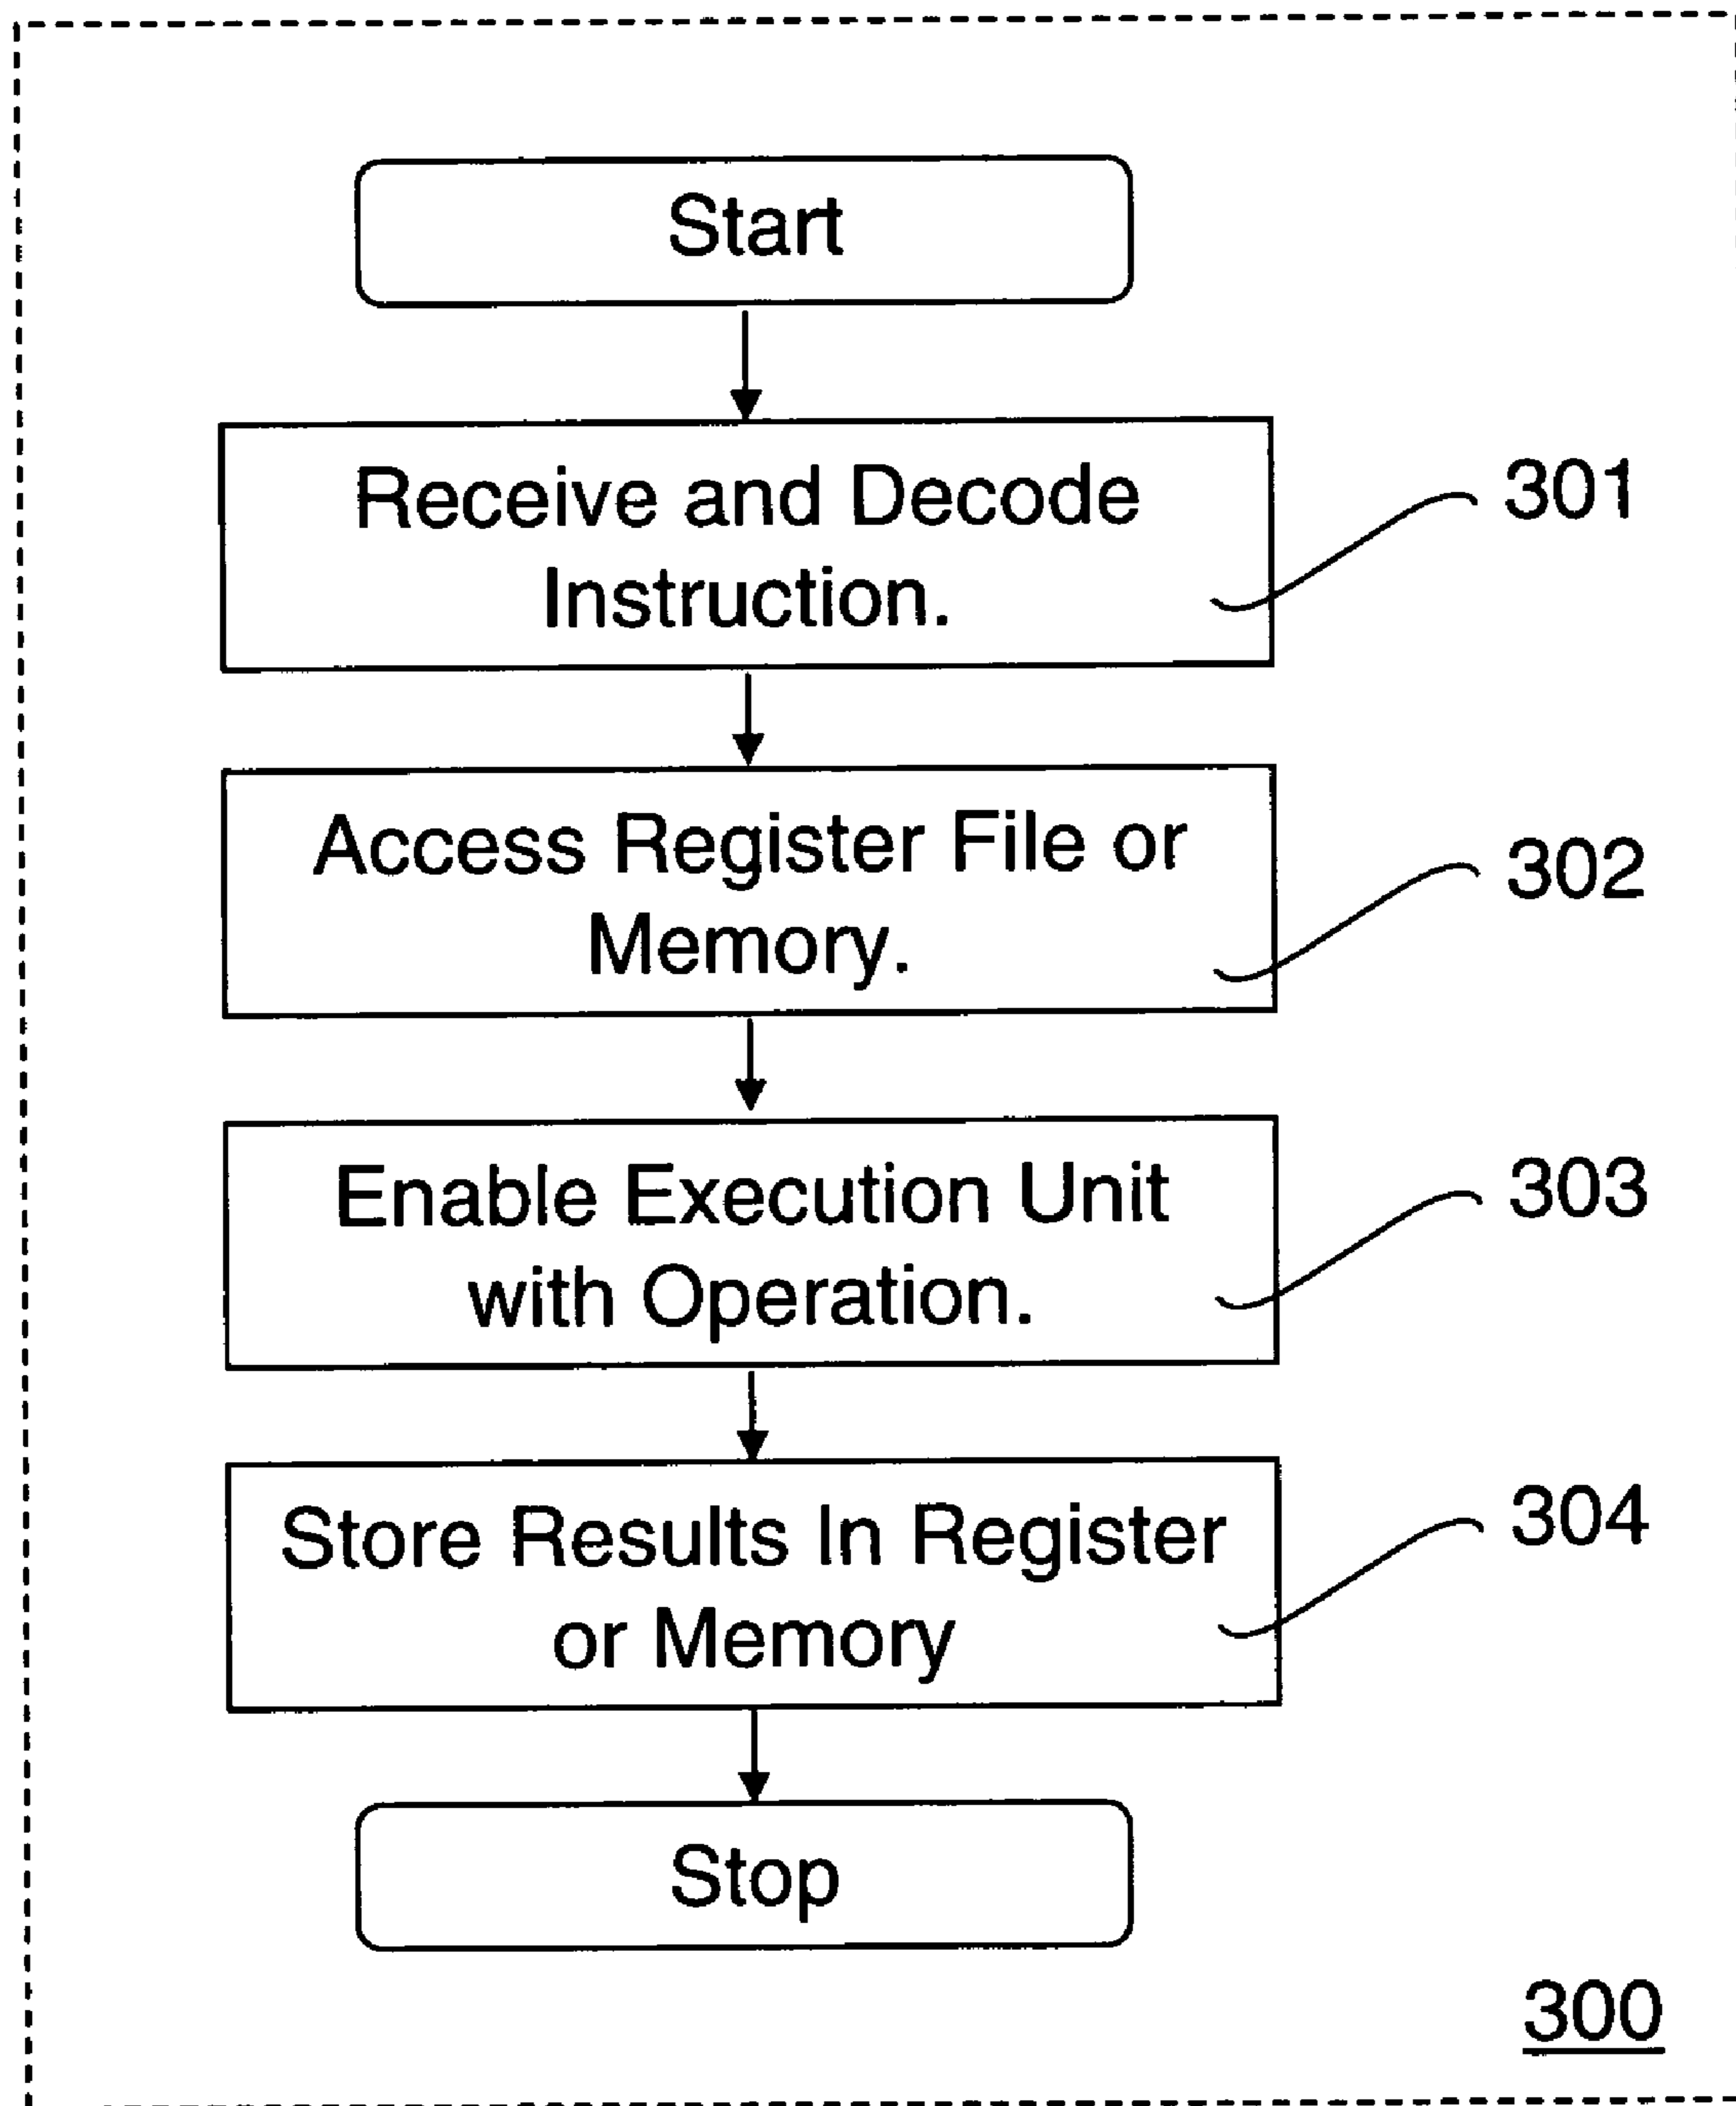 Start
Receive and Decode
Instruction.
301
Access Register File or
Memory.
302
Enable Execution Unit
with Operation.
303
Store Results In Register
or Memory
304
Stop
300